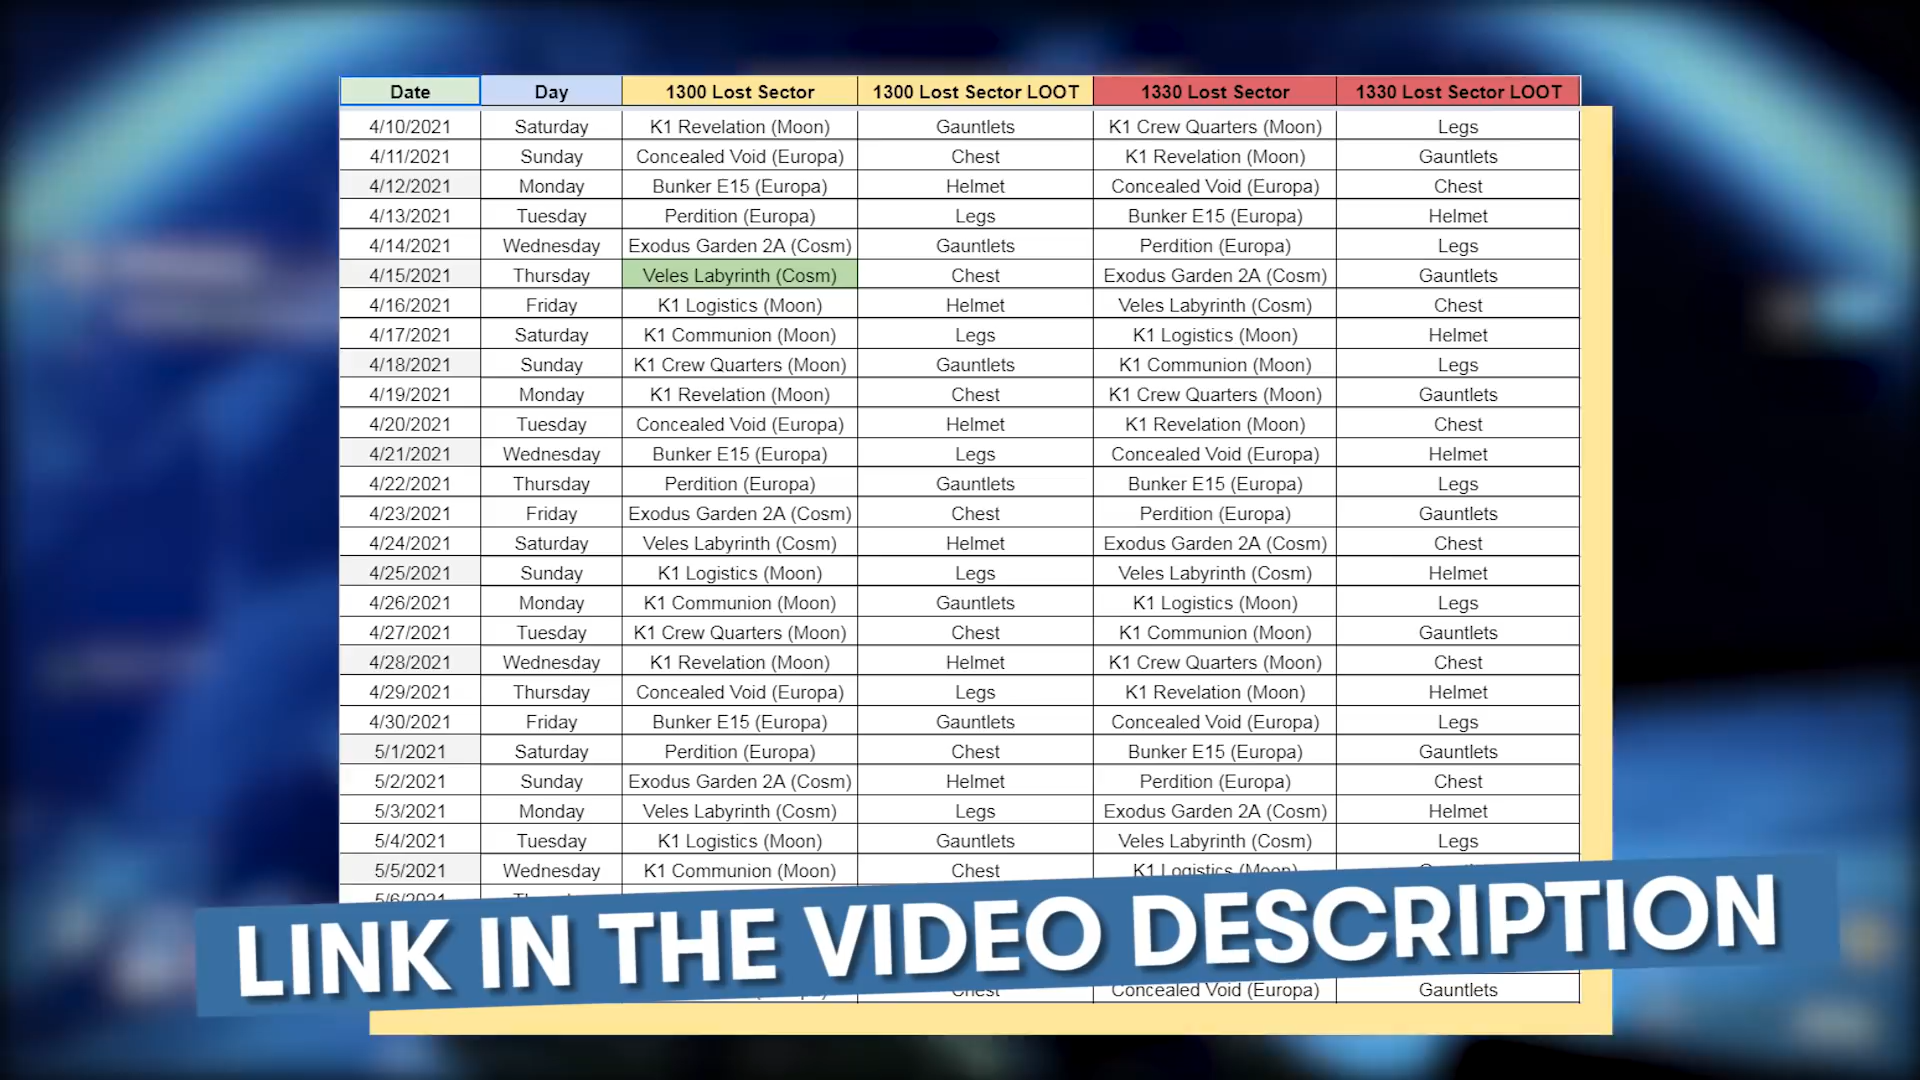 Date Day 1300 Lost Sector 1300 Lost Sector LOOT 1330 Lost Sector 1330 Lost Sector LOOT
4/10/2021 Saturday K1 Revelation (Moon) Gauntlets K1 Crew Quarters (Moon) Legs
4/11/2021 Sunday Concealed Void (Europa) Chest K1 Revelation (Moon) Gauntlets
4/12/2021 Monday Bunker E15 (Europa) Helmet Concealed Void (Europa) Chest
4/13/2021 Tuesday Perdition (Europa) Legs Bunker E15 (Europa) Helmet
4/14/2021 Wednesday Exodus Garden 2A (Cosm) Gauntlets Perdition (Europa) Legs
4/15/2021 Thursday Veles Labyrinth (Cosm) Chest Exodus Garden 2A (Cosm) Gauntlets
4/16/2021 Friday K1 Logistics (Moon) Helmet Veles Labyrinth (Cosm) Chest
4/17/2021 Saturday K1 Communion (Moon) Legs K1 Logistics (Moon) Helmet
4/18/2021 Sunday K1 Crew Quarters (Moon) Gauntlets K1 Communion (Moon) Legs
4/19/2021 Monday K1 Revelation (Moon) Chest K1 Crew Quarters (Moon) Gauntlets
4/20/2021 Tuesday Concealed Void (Europa) Helmet K1 Revelation (Moon) Chest
4/21/2021 Wednesday Bunker E15 (Europa) Legs Concealed Void (Europa) Helmet
4/22/2021 Thursday Perdition (Europa) Gauntlets Bunker E15 (Europa) Legs
4/23/2021 Friday Exodus Garden 2A (Cosm) Chest Perdition (Europa) Gauntlets
4/24/2021 Saturday Veles Labyrinth (Cosm) Helmet Exodus Garden 2A (Cosm) Chest
4/25/2021 Sunday K1 Logistics (Moon) Legs Veles Labyrinth (Cosm) Helmet
4/26/2021 Monday K1 Communion (Moon) Gauntlets K1 Logistics (Moon) Legs
4/27/2021 Tuesday K1 Crew Quarters (Moon) Chest K1 Communion (Moon) Gauntlets
4/28/2021 Wednesday K1 Revelation (Moon) Helmet K1 Crew Quarters (Moon) Chest
4/29/2021 Thursday Concealed Void (Europa) Legs K1 Revelation (Moon) Helmet
4/30/2021 Friday Bunker E15 (Europa) Gauntlets Concealed Void (Europa) Legs
5/1/2021 Saturday Perdition (Europa) Chest Bunker E15 (Europa) Gauntlets
5/2/2021 Sunday Exodus Garden 2A (Cosm) Helmet Perdition (Europa) Chest
5/3/2021 Monday Veles Labyrinth (Cosm) Legs Exodus Garden 2A (Cosm) Helmet
5/4/2021 Tuesday K1 Logistics (Moon) Gauntlets Veles Labyrinth (Cosm) Legs
5/5/2021 Wednesday K1 Communion (Moon) Chest K1 Logistics (Moon)
5/6/2021
LINK IN THE VIDEO DESCRIPTION
Chest Concealed Void (Europa) Gauntlets